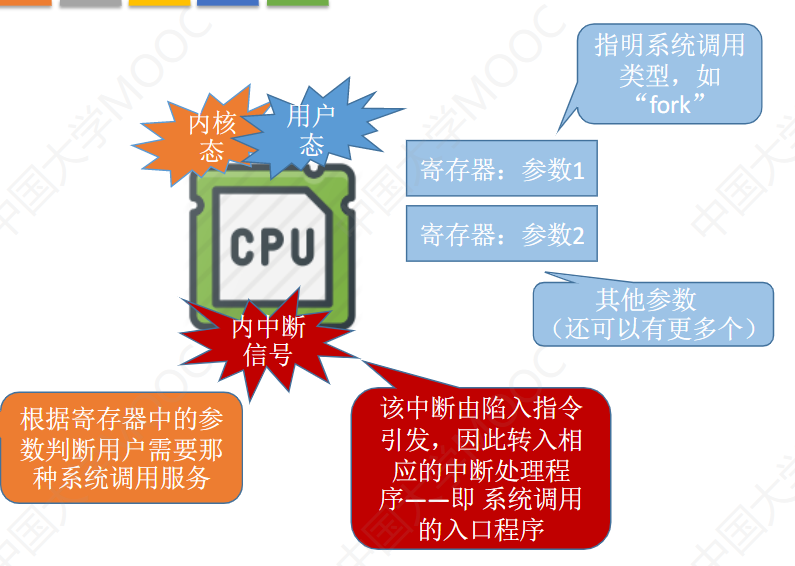 指明系统调用
类型，如
“fork”
内核
态
用户
态
寄存器：参数1
寄存器：参数2
CPU
其他参数
（还可以有更多个）
内中断
信号
根据寄存器中的参
数判断用户需要那
种系统调用服务
该中断由陷入指令
引发，因此转入相
应的中断处理程
序——即 系统调用
的入口程序
中国大学MOOC